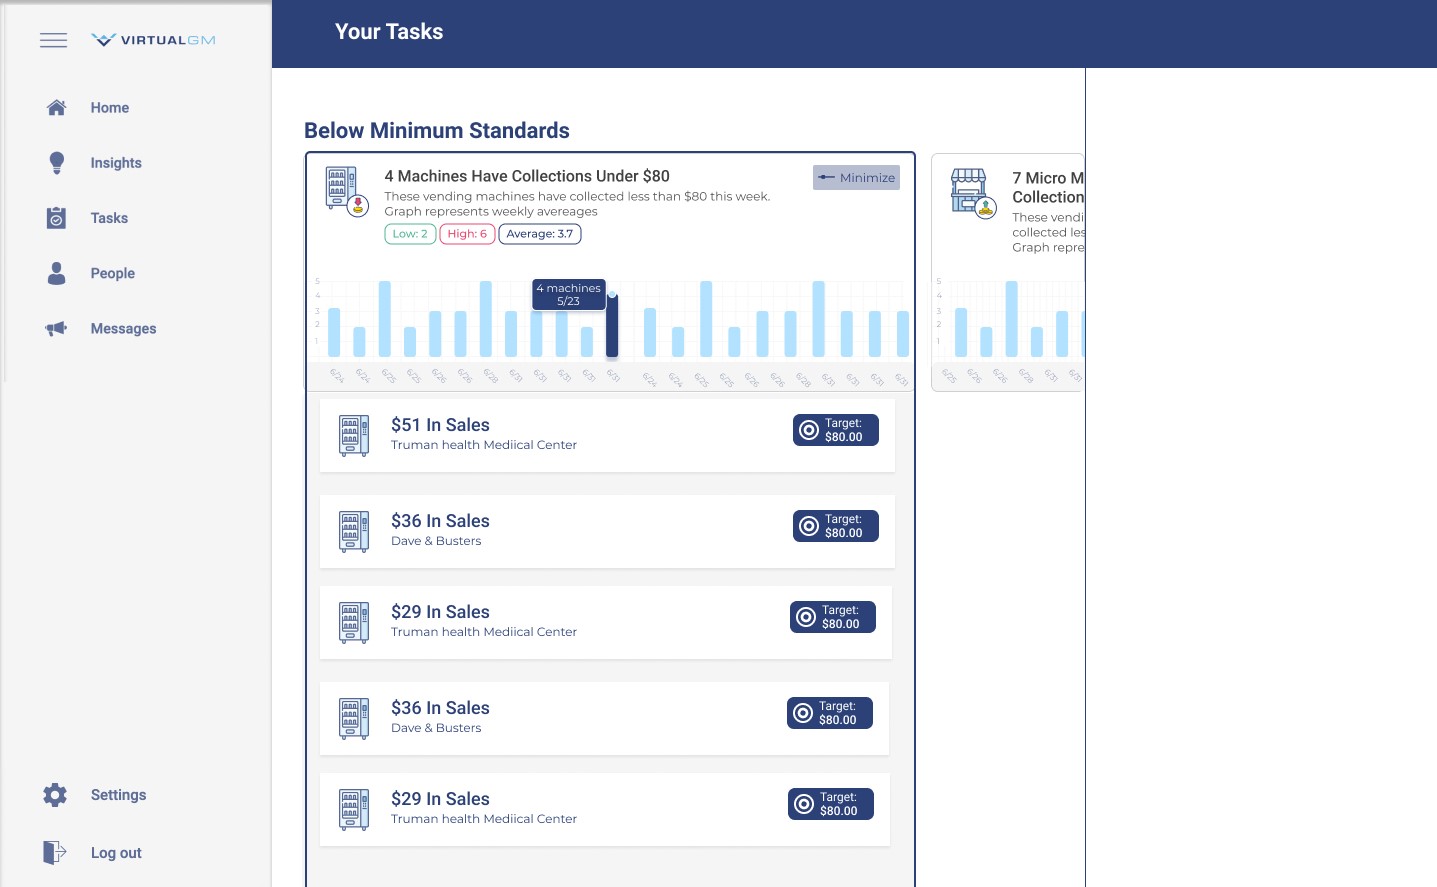 VIRTUALGM
Your Tasks
Home
Insights
Tasks
People
Messages
Settings
Log out
Below Minimum Standards
4 Machines Have Collections Under $80
Minimize
These vending machines have collected less than $80 this week.
Graph represents weekly avereages
Low: 2 High: 6 Average: 3.7
5
4
3
2
1
4 machines
5/23
6/24 6/24 6/25 6/25 6/26 6/26 6/28 6/31 6/31 6/31 6/31 6/31 6/24 6/24 6/25 6/25 6/26 6/26 6/28 6/31 6/31 6/31 6/31
$51 In Sales
Truman health Mediical Center
Target:
$80.00
$36 In Sales
Dave & Busters
Target:
$80.00
$29 In Sales
Truman health Mediical Center
Target:
$80.00
$36 In Sales
Dave & Busters
Target:
$80.00
$29 In Sales
Truman health Mediical Center
Target:
$80.00
7 Micro M
Collection
These vendi
collected les
Graph repre
5
4
3
2
1
6/25 6/26 6/26 6/28 6/31 6/31